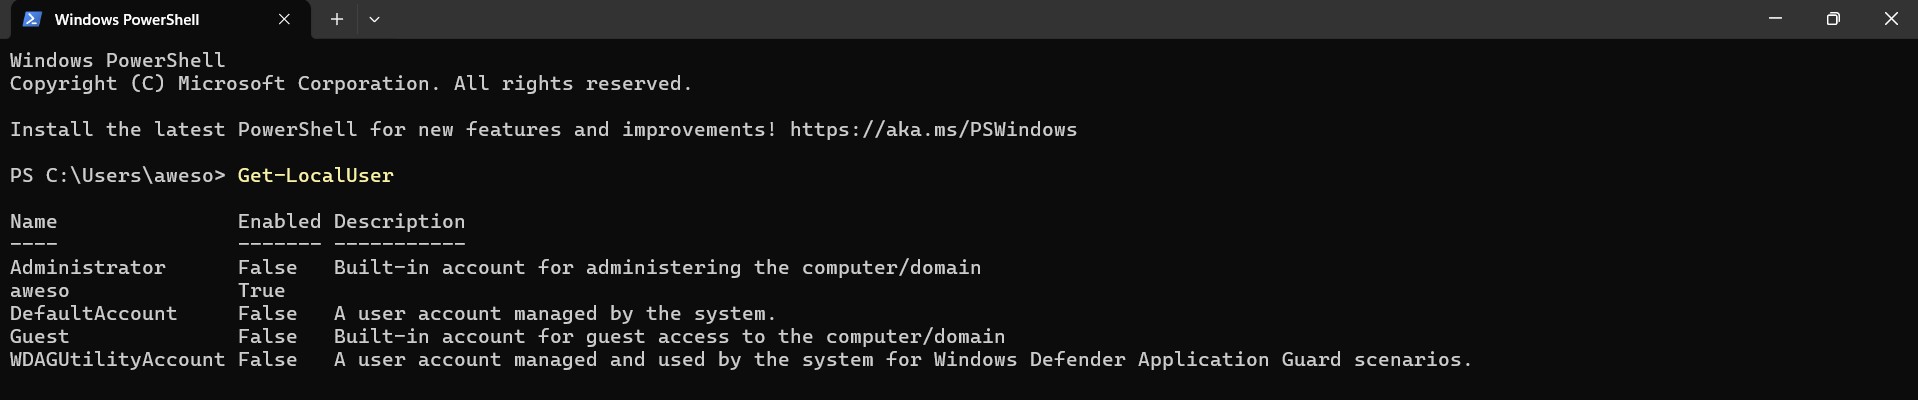 Windows PowerShell
Windows PowerShell
Copyright (C) Microsoft Corporation. All rights reserved.
Install the latest PowerShell for new features and improvements! https://aka.ms/PSWindows
PS C:\Users\aweso> Get-LocalUser
Name               Enabled Description
----               ------- -----------
Administrator      False   Built-in account for administering the computer/domain
aweso              True
DefaultAccount     False   A user account managed by the system.
Guest              False   Built-in account for guest access to the computer/domain
WDAGUtilityAccount False   A user account managed and used by the system for Windows Defender Application Guard scenarios.